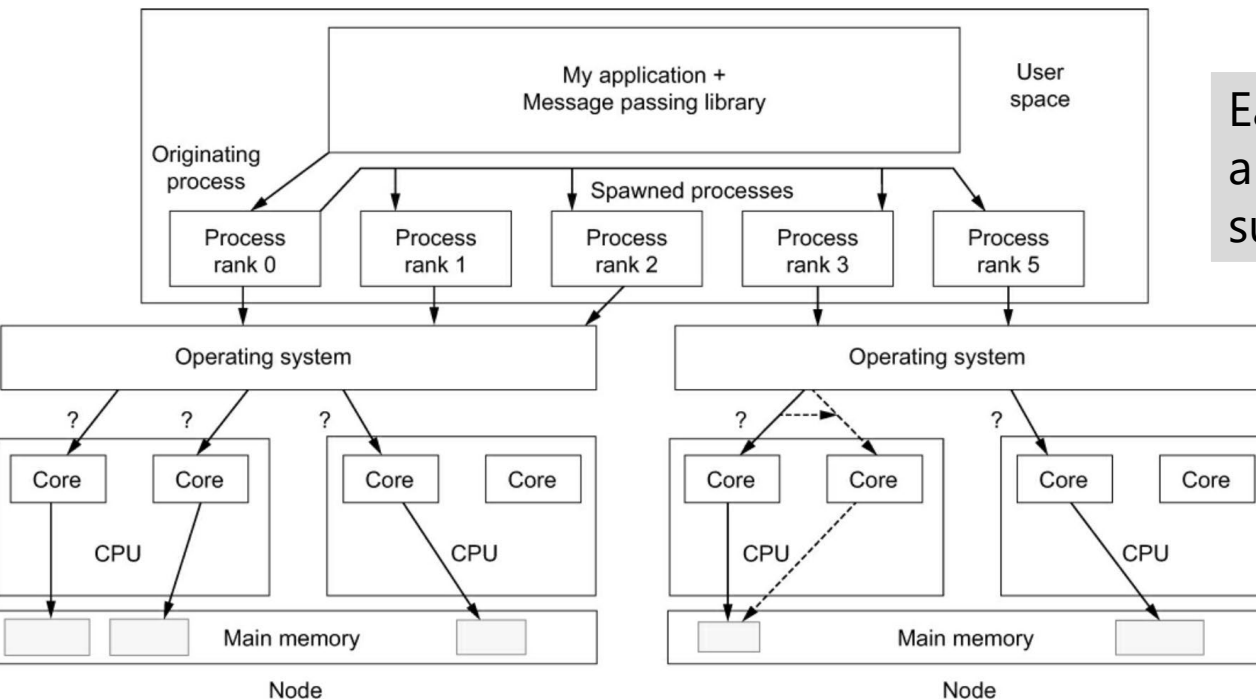 My application +
Message passing library
User
space
Originating
process
Spawned processes
Process
rank 0
Process
rank 1
Process
rank 2
Process
rank 3
Process
rank 5
Operating system
Operating system
?
?
?
?
?
Core
Core
Core
Core
Core
Core
Core
Core
CPU
CPU
CPU
CPU
Main memory
Main memory
Node
Node